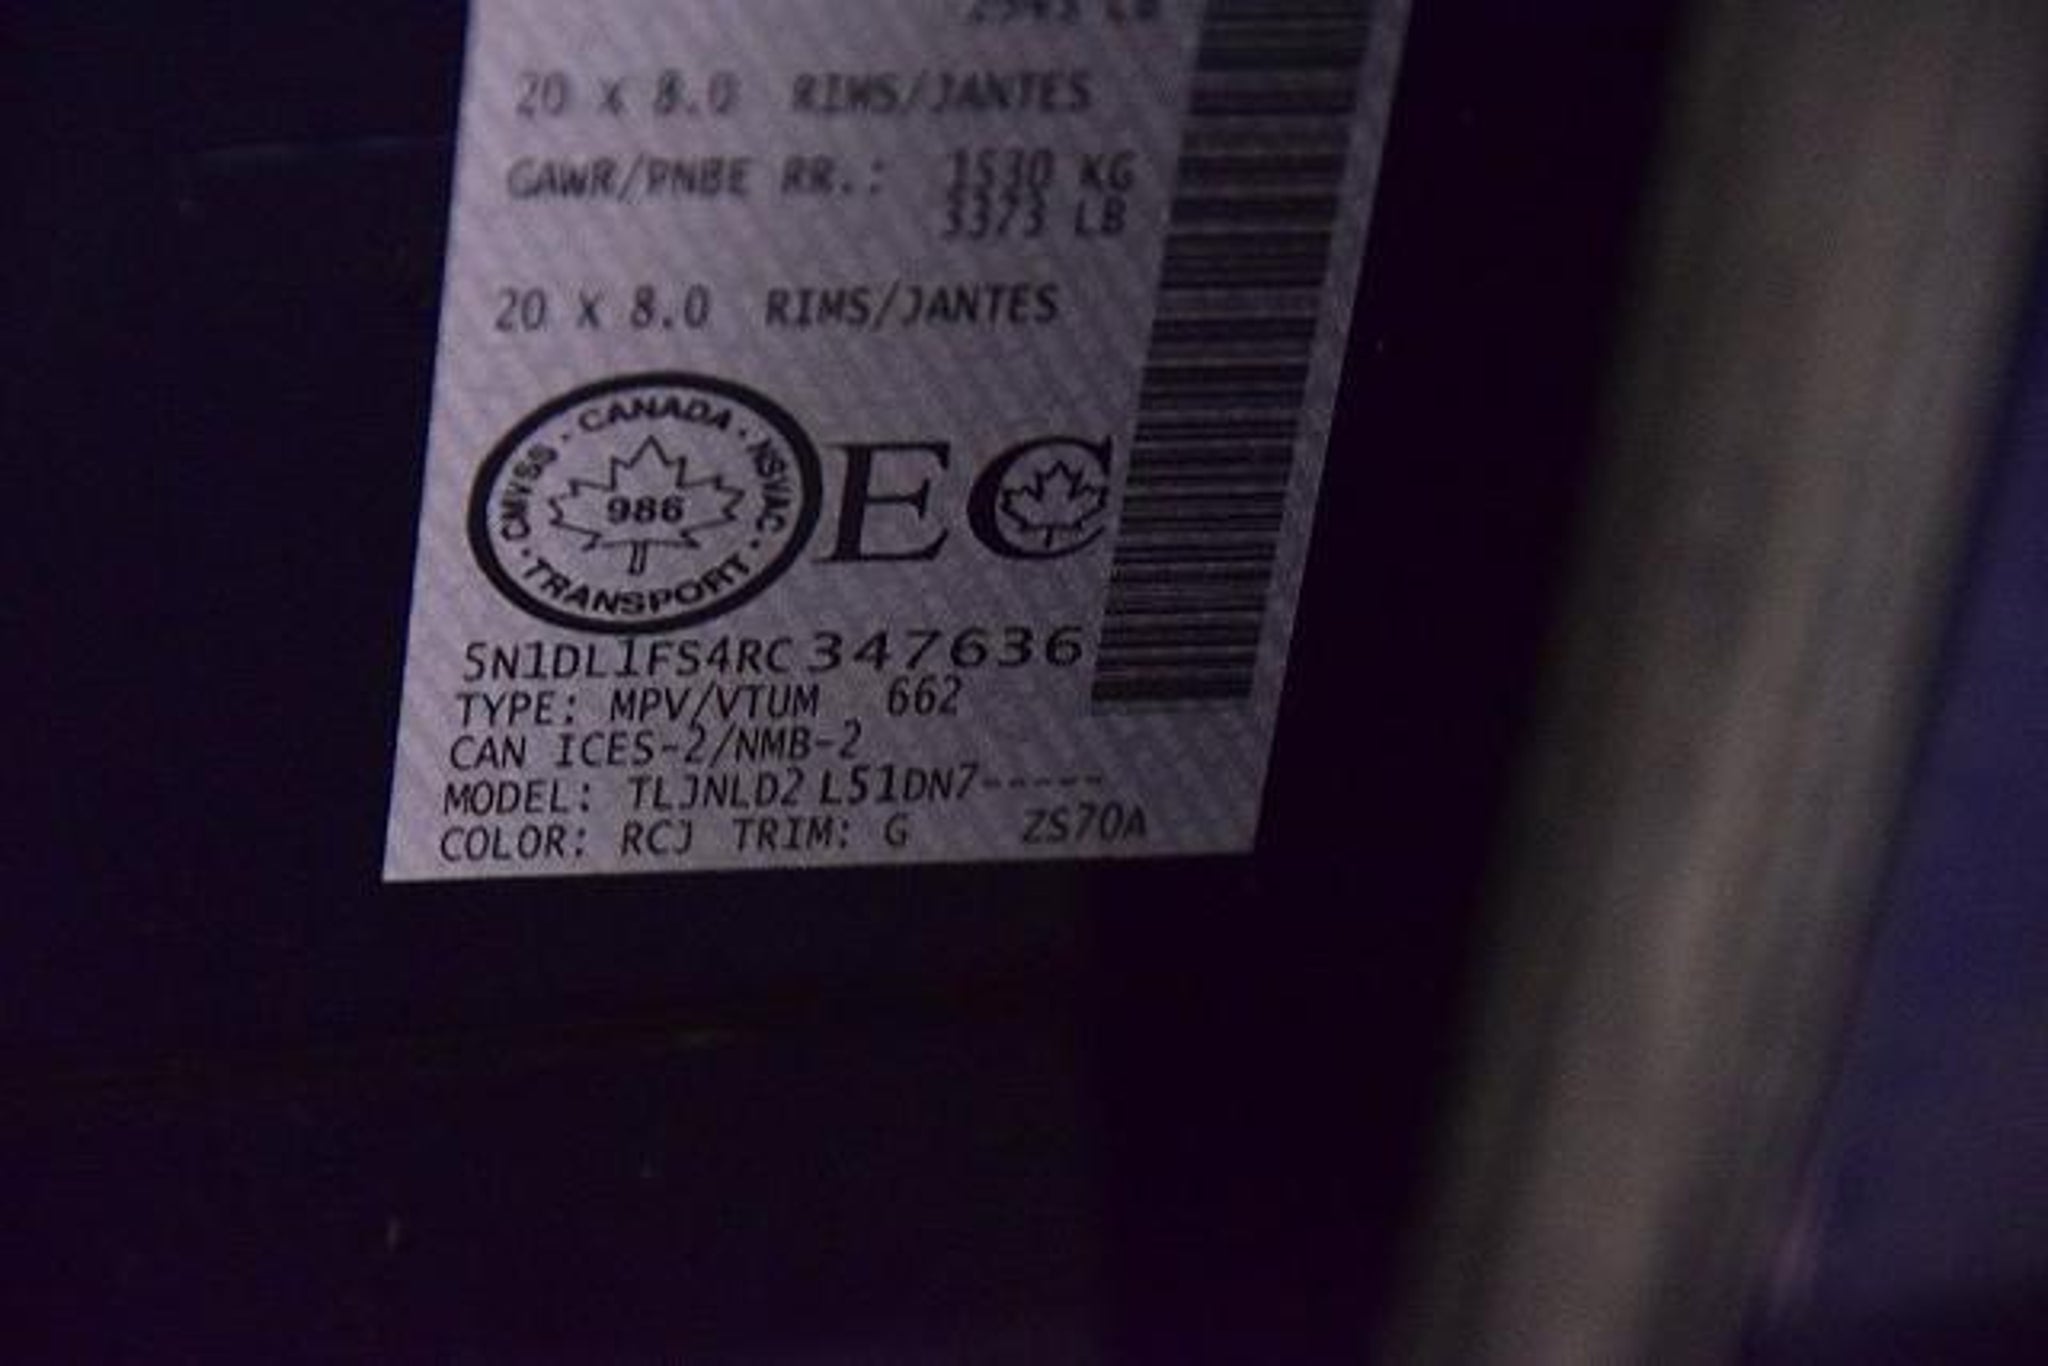 20 X 8.0 RIMS/JANTES
GAWR/PNBE RR.: 1530 KG
3373 LB
20 X 8.0 RIMS/JANTES
CANADA · NSVAC · TRANSPORT · CMVSS ·
986
EC
5N1DL1FS4RC347636
TYPE: MPV/VTUM 662
CAN ICES-2/NMB-2
MODEL: TLJNLD2 L51DN7-----
COLOR: RCJ TRIM: G ZS70A